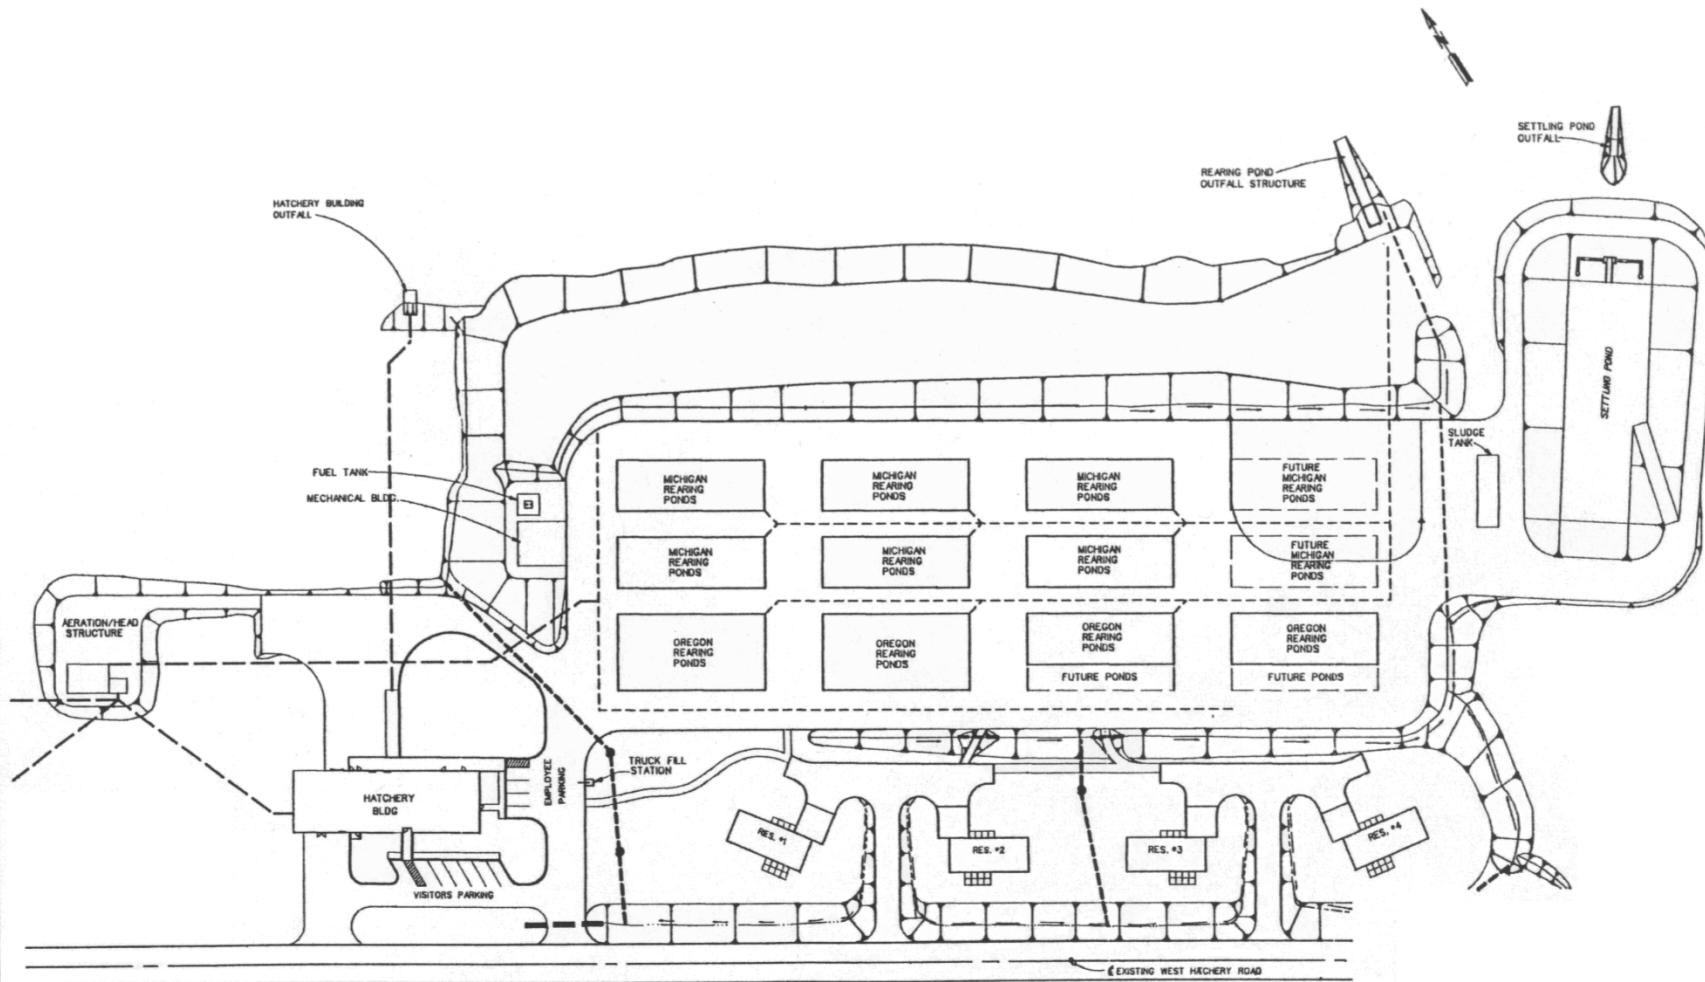 SETTLING POND
OUTFALL
REARING POND
OUTFALL STRUCTURE
HATCHERY BUILDING
OUTFALL
SETTLING POND
SLUDGE
TANK
FUEL TANK
MECHANICAL BLDG.
MICHIGAN
REARING
PONDS
MICHIGAN
REARING
PONDS
MICHIGAN
REARING
PONDS
FUTURE
MICHIGAN
REARING
PONDS
MICHIGAN
REARING
PONDS
MICHIGAN
REARING
PONDS
MICHIGAN
REARING
PONDS
FUTURE
MICHIGAN
REARING
PONDS
AERATION/HEAD
STRUCTURE
OREGON
REARING
PONDS
OREGON
REARING
PONDS
OREGON
REARING
PONDS
FUTURE PONDS
OREGON
REARING
PONDS
FUTURE PONDS
TRUCK FILL
STATION
EMPLOYEE
PARKING
HATCHERY
BLDG
RES. #1
RES. #2
RES. #3
RES. #4
VISITORS PARKING
EXISTING WEST HACHERY ROAD